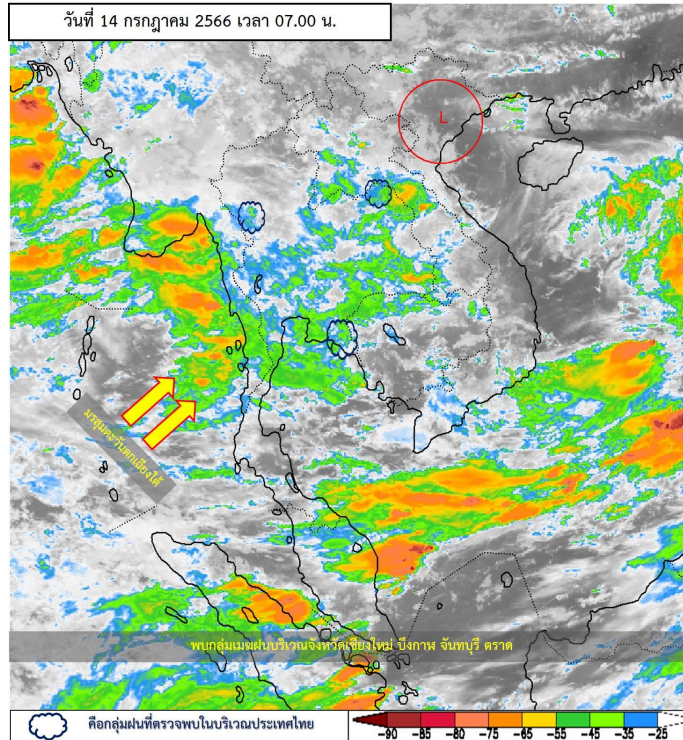 วันที่ 14 กรกฎาคม 2566 เวลา 07.00 น.
L
มรสุมตะวันตกเฉียงใต้
พบกลุ่มเมฆฝนบริเวณจังหวัดเชียงใหม่ บึงกาฬ จันทบุรี ตราด
คือกลุ่มฝนที่ตรวจพบในบริเวณประเทศไทย
-90 -85 -80 -75 -65 -55 -45 -35 -25